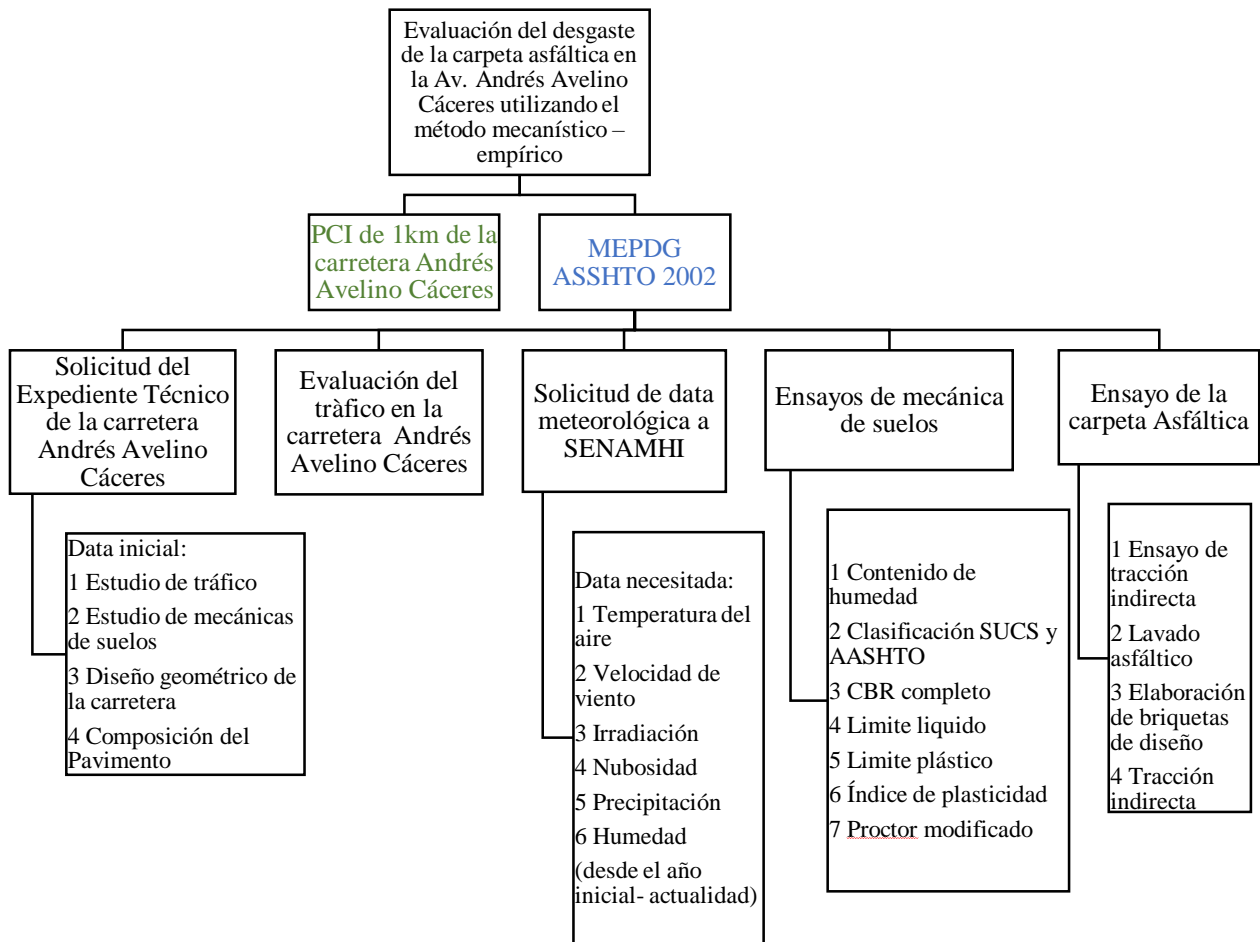 Evaluación del desgaste
de la carpeta asfáltica en
la Av. Andrés Avelino
Cáceres utilizando el
método mecanístico –
empírico
PCI de 1km de la
carretera Andrés
Avelino Cáceres
MEPDG
ASSHTO 2002
Solicitud del
Expediente Técnico
de la carretera
Andrés Avelino
Cáceres
Evaluación del
tràfico en la
carretera Andrés
Avelino Cáceres
Solicitud de data
meteorológica a
SENAMHI
Ensayos de mecánica
de suelos
Ensayo de la
carpeta Asfáltica
Data inicial:
1 Estudio de tráfico
2 Estudio de mecánicas
de suelos
3 Diseño geométrico de
la carretera
4 Composición del
Pavimento
Data necesitada:
1 Temperatura del
aire
2 Velocidad de
viento
3 Irradiación
4 Nubosidad
5 Precipitación
6 Humedad
(desde el año
inicial- actualidad)
1 Contenido de
humedad
2 Clasificación SUCS y
AASHTO
3 CBR completo
4 Limite liquido
5 Limite plástico
6 Índice de plasticidad
7 Proctor modificado
1 Ensayo de
tracción
indirecta
2 Lavado
asfáltico
3 Elaboración
de briquetas
de diseño
4 Tracción
indirecta